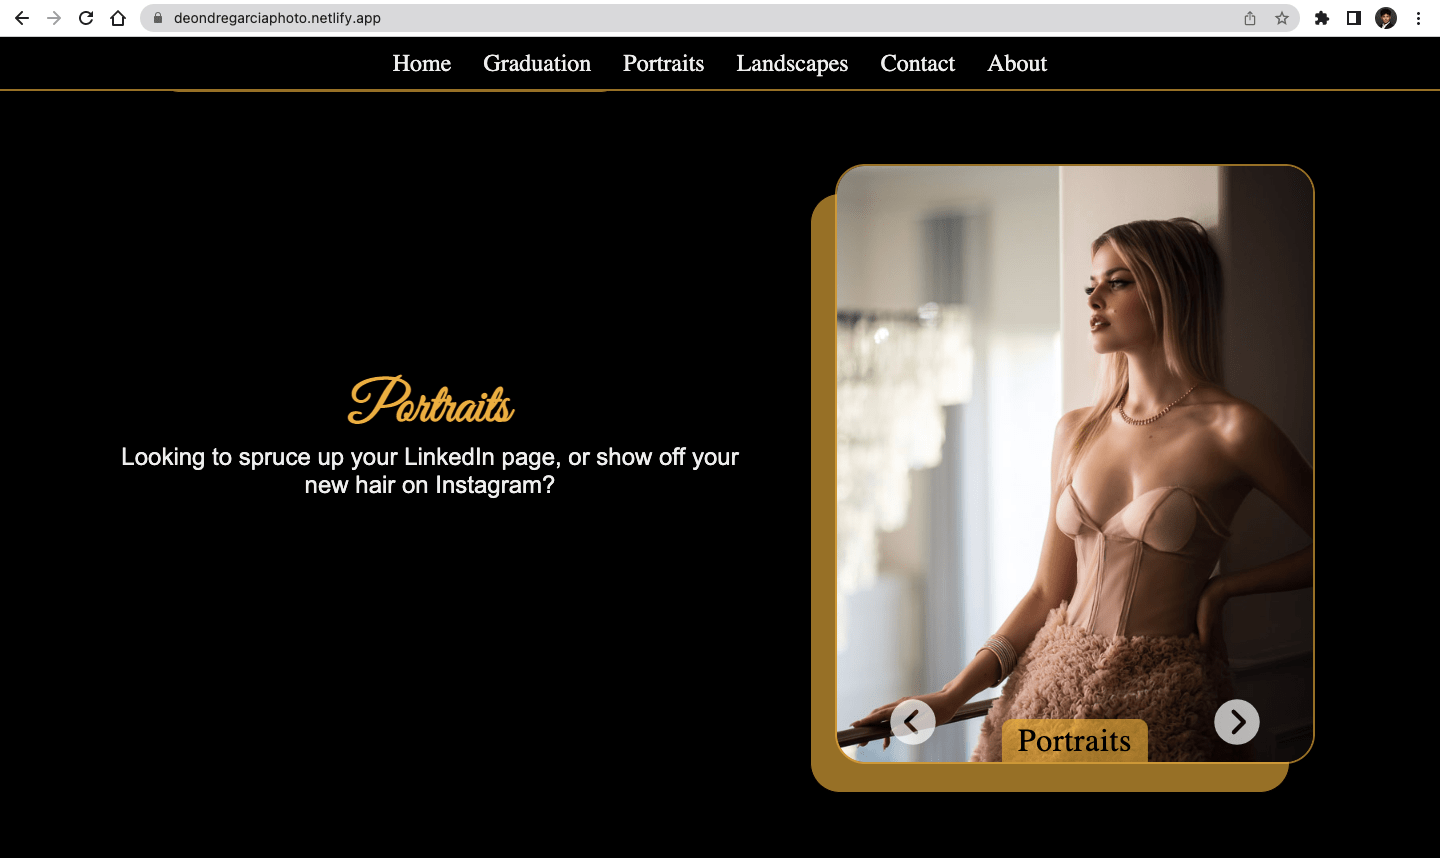 deondregarciaphoto.netlify.app
Home Graduation Portraits Landscapes Contact About
Portraits
Looking to spruce up your LinkedIn page, or show off your
new hair on Instagram?
Portraits